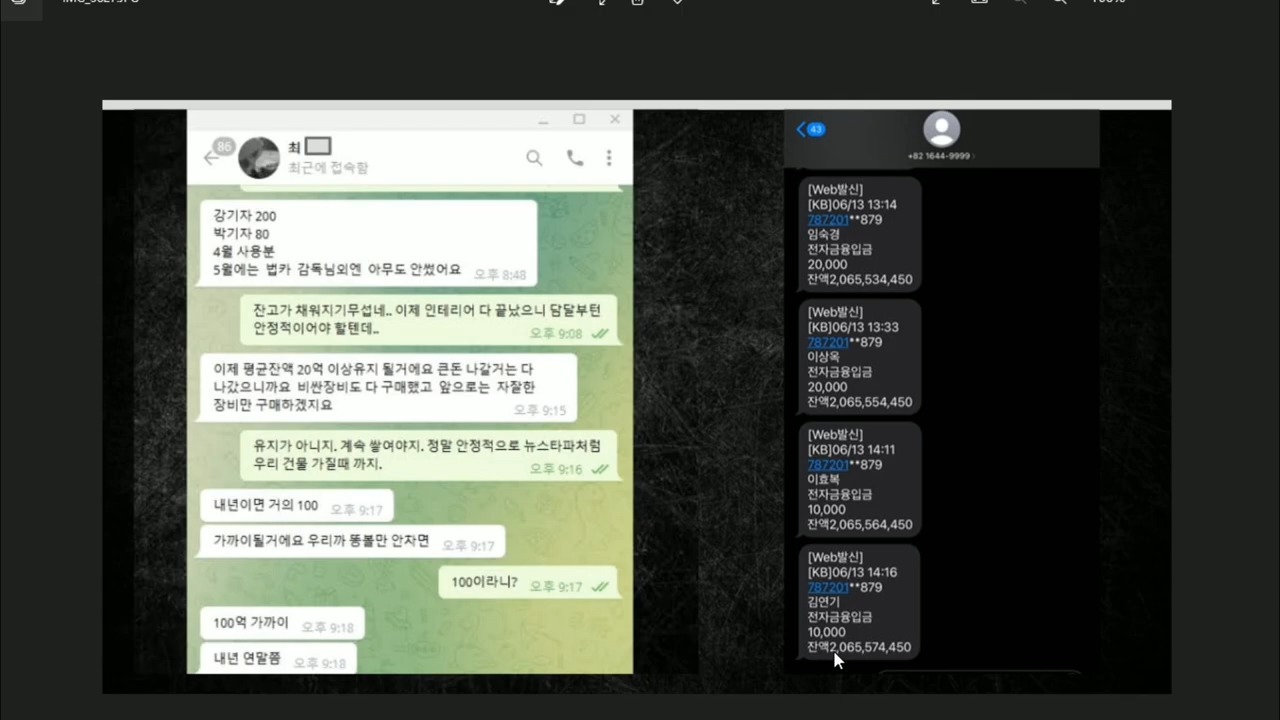 100%
86
최
최근에 접속함
강기자 200
박기자 80
4월 사용분
5월에는 법카 감독님외엔 아무도 안썼어요
오후 8:48
잔고가 채워지기무섭네.. 이제 인테리어 다 끝났으니 담달부턴
안정적이어야 할텐데..
오후 9:08
이제 평균잔액 20억 이상유지 될거에요 큰돈 나갈거는 다
나갔으니까요 비싼장비도 다 구매했고 앞으로는 자잘한
장비만 구매하겠지요
오후 9:15
유지가 아니지. 계속 쌓여야지. 정말 안정적으로 뉴스타파처럼
우리 건물 가질때 까지.
오후 9:16
내년이면 거의 100
오후 9:17
가까이될거에요 우리까 똥볼만 안차면
오후 9:17
100이라니?
오후 9:17
100억 가까이
오후 9:18
내년 연말쯤
오후 9:18
43
+82 1644-9999
[Web발신]
[KB]06/13 13:14
787201**879
임숙경
전자금융입금
20,000
잔액2,065,534,450
[Web발신]
[KB]06/13 13:33
787201**879
이상옥
전자금융입금
20,000
잔액2,065,554,450
[Web발신]
[KB]06/13 14:11
787201**879
이효복
전자금융입금
10,000
잔액2,065,564,450
[Web발신]
[KB]06/13 14:16
787201**879
김연기
전자금융입금
10,000
잔액2,065,574,450